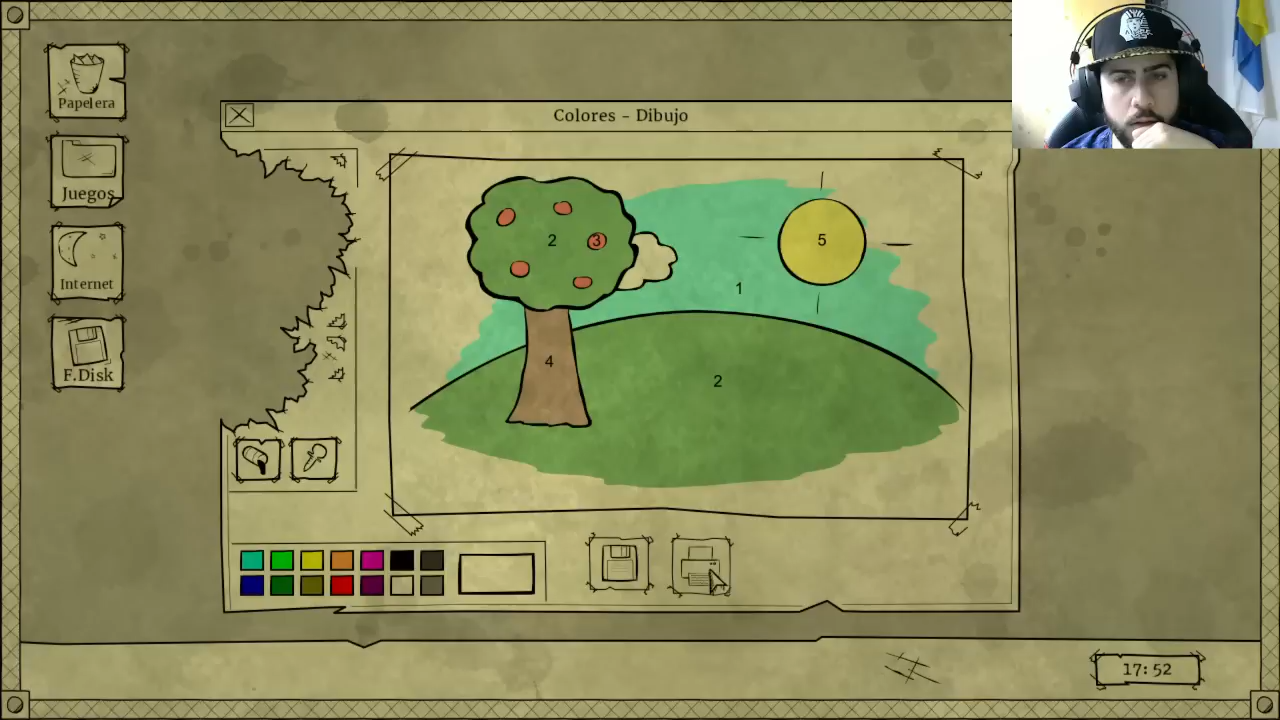 Papelera
Juegos
Internet
F.Disk
Colores - Dibujo
2
3
5
1
4
2
17:52